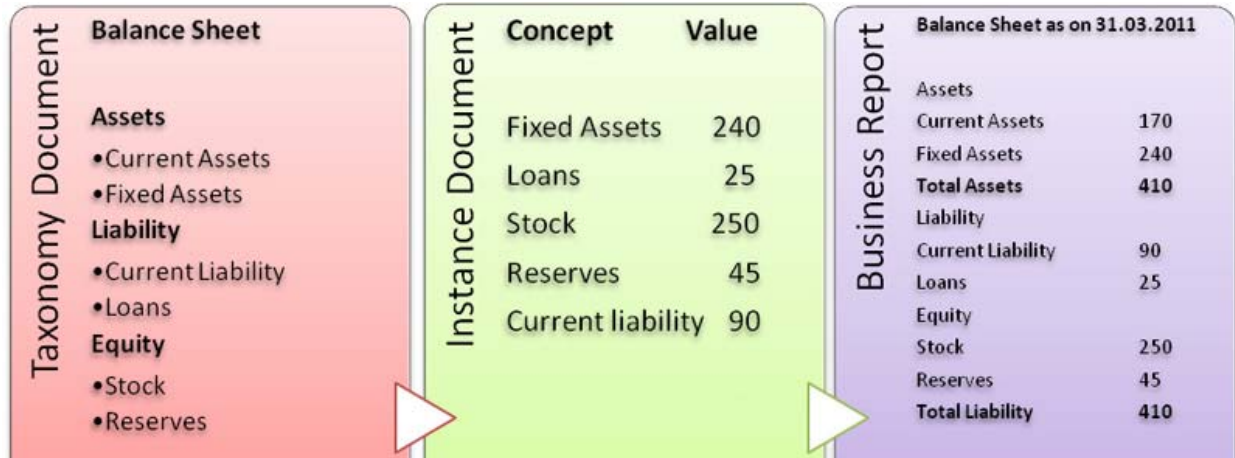 Taxonomy Document
Balance Sheet
Assets
•Current Assets
•Fixed Assets
Liability
•Current Liability
•Loans
Equity
•Stock
•Reserves
Instance Document
Concept Value
Fixed Assets 240
Loans 25
Stock 250
Reserves 45
Current liability 90
Business Report
Balance Sheet as on 31.03.2011
Assets
Current Assets 170
Fixed Assets 240
Total Assets 410
Liability
Current Liability 90
Loans 25
Equity
Stock 250
Reserves 45
Total Liability 410